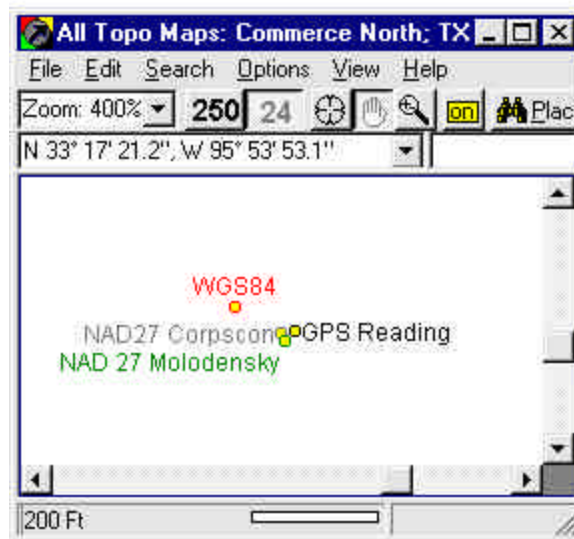 All Topo Maps: Commerce North; TX
File Edit Search Options View Help
Zoom: 400% 250 24 on Plac
N 33° 17' 21.2", W 95° 53' 53.1"
WGS84
NAD27 Corpscon GPS Reading
NAD 27 Molodensky
200 Ft